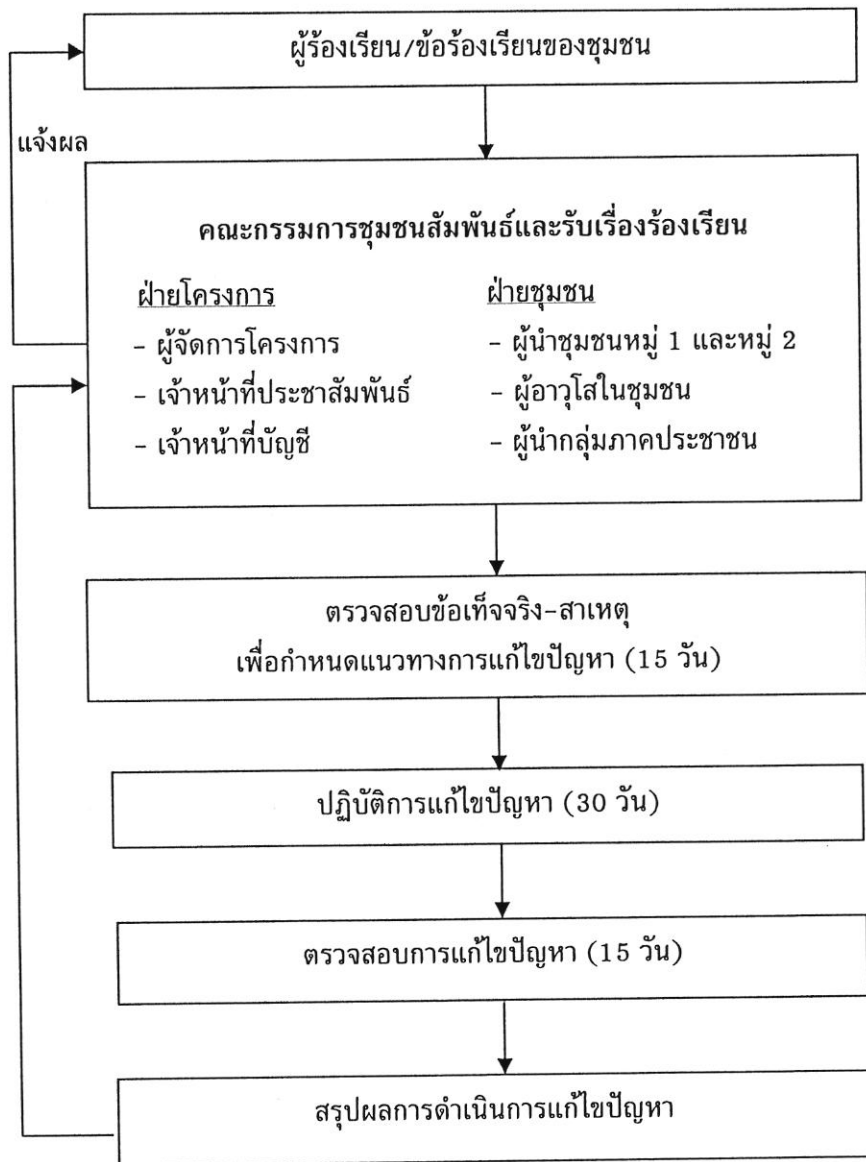 ผู้ร้องเรียน/ข้อร้องเรียนของชุมชน
แจ้งผล
คณะกรรมการชุมชนสัมพันธ์และรับเรื่องร้องเรียน
ฝ่ายโครงการ
- ผู้จัดการโครงการ
- เจ้าหน้าที่ประชาสัมพันธ์
- เจ้าหน้าที่บัญชี
ฝ่ายชุมชน
- ผู้นำชุมชนหมู่ 1 และหมู่ 2
- ผู้อาวุโสในชุมชน
- ผู้นำกลุ่มภาคประชาชน
ตรวจสอบข้อเท็จจริง-สาเหตุ
เพื่อกำหนดแนวทางการแก้ไขปัญหา (15 วัน)
ปฏิบัติการแก้ไขปัญหา (30 วัน)
ตรวจสอบการแก้ไขปัญหา (15 วัน)
สรุปผลการดำเนินการแก้ไขปัญหา